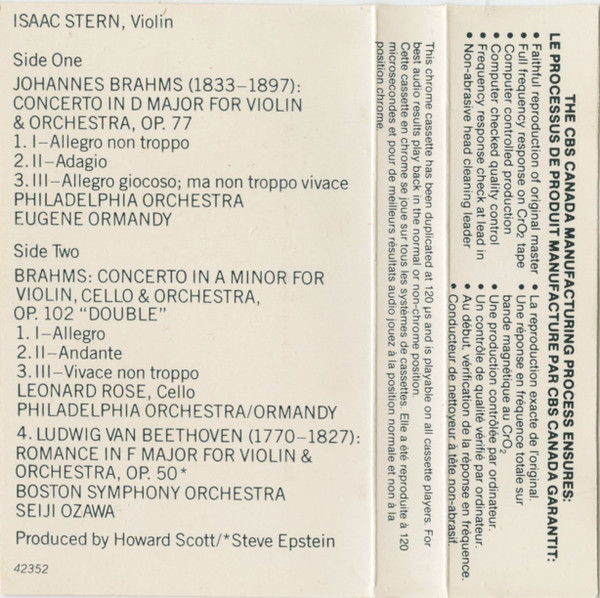 ISAAC STERN, Violin
Side One
JOHANNES BRAHMS (1833–1897):
CONCERTO IN D MAJOR FOR VIOLIN
& ORCHESTRA, OP. 77
1. I–Allegro non troppo
2. II–Adagio
3. III–Allegro giocoso; ma non troppo vivace
PHILADELPHIA ORCHESTRA
EUGENE ORMANDY
Side Two
BRAHMS: CONCERTO IN A MINOR FOR
VIOLIN, CELLO & ORCHESTRA,
OP. 102 “DOUBLE”
1. I–Allegro
2. II–Andante
3. III–Vivace non troppo
LEONARD ROSE, Cello
PHILADELPHIA ORCHESTRA/ORMANDY
4. LUDWIG VAN BEETHOVEN (1770–1827):
ROMANCE IN F MAJOR FOR VIOLIN &
ORCHESTRA, OP. 50*
BOSTON SYMPHONY ORCHESTRA
SEIJI OZAWA
Produced by Howard Scott/*Steve Epstein
42352
This chrome cassette has been duplicated at 120 µs and is playable on all cassette players. For
best audio results play back in the normal or non-chrome position.
Cette cassette en chrome se joue sur tous les systèmes de cassettes. Elle a été reproduite à 120
microsecondes et pour de meilleurs résultats audio jouez à la position normale et non à la
position chrome.
THE CBS CANADA MANUFACTURING PROCESS ENSURES:
LE PROCESSUS DE PRODUIT MANUFACTURE PAR CBS CANADA GARANTIT:
• Faithful reproduction of original master
• Full frequency response on CrO2 tape
• Computer controlled production
• Computer checked quality control
• Frequency response check at lead in
• Non-abrasive head cleaning leader
• La reproduction exacte de l'original.
• Une réponse en fréquence totale sur
bande magnétique au CrO2
• Une production contrôlée par ordinateur.
• Un contrôle de qualité vérifié par ordinateur.
• Au début, vérification de la réponse en fréquence.
• Conducteur de nettoyeur à tête non-abrasif.